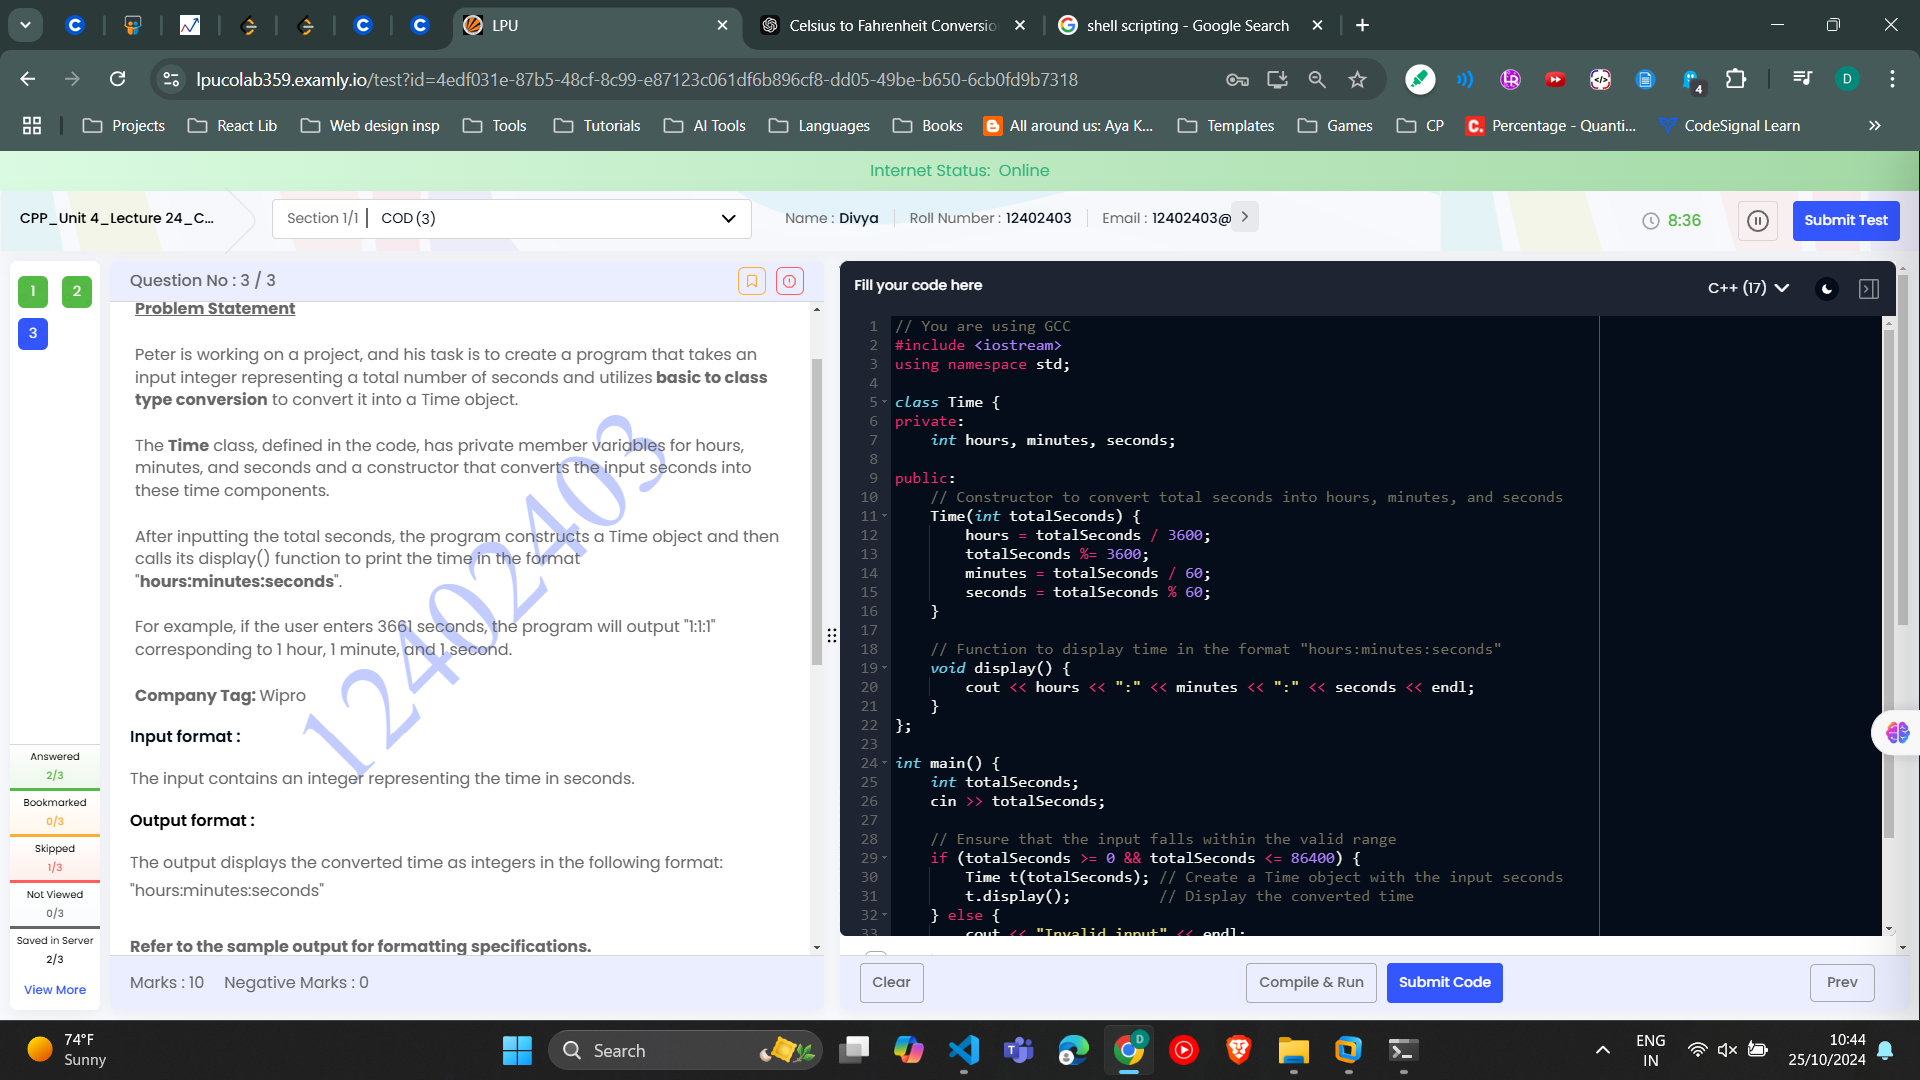 LPU
Celsius to Fahrenheit Conversio
shell scripting - Google Search
lpucolab359.examly.io/test?id=4edf031e-87b5-48cf-8c99-e87123c061df6b896cf8-dd05-49be-b650-6cb0fd9b7318
4
D
Projects
React Lib
Web design insp
Tools
Tutorials
AI Tools
Languages
Books
All around us: Aya K...
Templates
Games
CP
Percentage - Quanti...
CodeSignal Learn
Internet Status: Online
CPP_Unit 4_Lecture 24_C...
Section 1/1 | COD (3)
Name : Divya
Roll Number : 12402403
Email : 12402403@
8:36
Submit Test
1 2
3
Question No : 3 / 3
Problem Statement
Peter is working on a project, and his task is to create a program that takes an
input integer representing a total number of seconds and utilizes basic to class
type conversion to convert it into a Time object.
The Time class, defined in the code, has private member variables for hours,
minutes, and seconds and a constructor that converts the input seconds into
these time components.
After inputting the total seconds, the program constructs a Time object and then
calls its display() function to print the time in the format
"hours:minutes:seconds".
For example, if the user enters 3661 seconds, the program will output "1:1:1"
corresponding to 1 hour, 1 minute, and 1 second.
Company Tag: Wipro
Input format :
The input contains an integer representing the time in seconds.
Output format :
The output displays the converted time as integers in the following format:
"hours:minutes:seconds"
Refer to the sample output for formatting specifications.
12402403
Answered
2/3
Bookmarked
0/3
Skipped
1/3
Not Viewed
0/3
Saved in Server
2/3
View More
Marks : 10 Negative Marks : 0
Fill your code here
C++ (17)
1 // You are using GCC
2 #include <iostream>
3 using namespace std;
4
5 class Time {
6 private:
7 int hours, minutes, seconds;
8
9 public:
10 // Constructor to convert total seconds into hours, minutes, and seconds
11 Time(int totalSeconds) {
12 hours = totalSeconds / 3600;
13 totalSeconds %= 3600;
14 minutes = totalSeconds / 60;
15 seconds = totalSeconds % 60;
16 }
17
18 // Function to display time in the format "hours:minutes:seconds"
19 void display() {
20 cout << hours << ":" << minutes << ":" << seconds << endl;
21 }
22 };
23
24 int main() {
25 int totalSeconds;
26 cin >> totalSeconds;
27
28 // Ensure that the input falls within the valid range
29 if (totalSeconds >= 0 && totalSeconds <= 86400) {
30 Time t(totalSeconds); // Create a Time object with the input seconds
31 t.display(); // Display the converted time
32 } else {
33 cout << "Invalid input" << endl;
Clear
Compile & Run
Submit Code
Prev
74°F
Sunny
Search
D
ENG
IN
10:44
25/10/2024